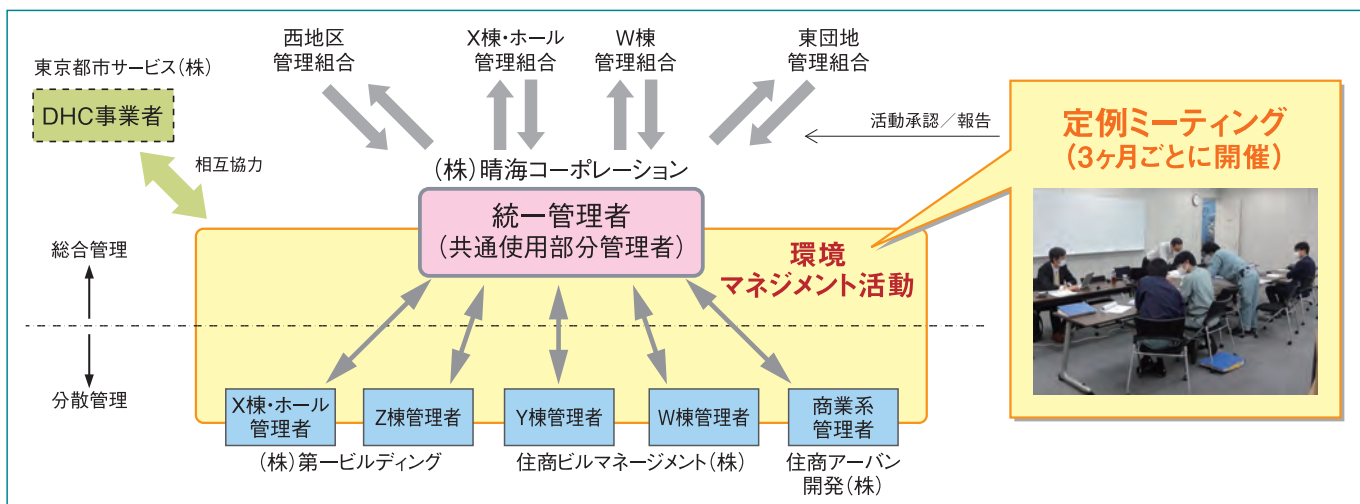 西地区
管理組合
X棟・ホール
管理組合
W棟
管理組合
東団地
管理組合
東京都市サービス(株)
DHC事業者
相互協力
活動承認/報告
定例ミーティング
(3ヶ月ごとに開催)
(株)晴海コーポレーション
統一管理者
(共通使用部分管理者)
環境
マネジメント活動
総合管理
分散管理
X棟・ホール
管理者
Z棟管理者
Y棟管理者
W棟管理者
商業系
管理者
(株)第一ビルディング
住商ビルマネージメント(株)
住商アーバン
開発(株)